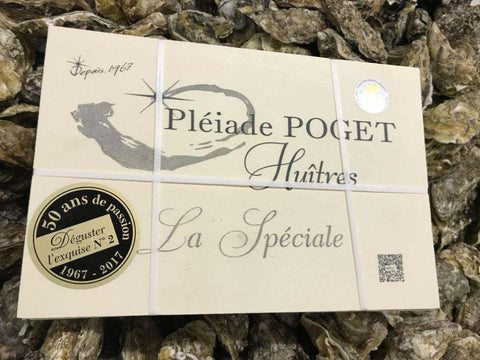 Depuis 1967
Pléiade POGET
Huîtres
La Spéciale
50 ans de passion
Déguster
l'exquise N° 2
1967 - 2017